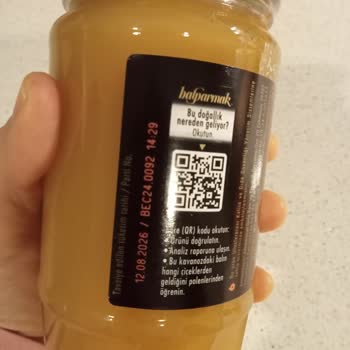 balparmak
Bu doğallık
nereden geliyor?
Okutun.
Kare (QR) kodu okutun:
• Ürünü doğrulatın.
• Analiz raporuna ulaşın.
• Bu kavanozdaki balın
hangi çiçeklerden
geldiğini polenlerinden
öğrenin.
Tavsiye edilen tüketim tarihi / Parti No.
12.08.2026 / BEC24.0092 14:29